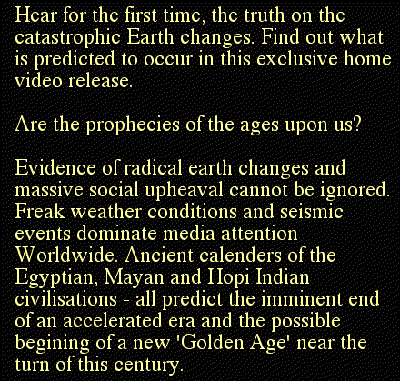 Hear for the first time, the truth on the
catastrophic Earth changes. Find out what
is predicted to occur in this exclusive home
video release.
Are the prophecies of the ages upon us?
Evidence of radical earth changes and
massive social upheaval cannot be ignored.
Freak weather conditions and seismic
events dominate media attention
Worldwide. Ancient calenders of the
Egyptian, Mayan and Hopi Indian
civilisations - all predict the imminent end
of an accelerated era and the possible
begining of a new 'Golden Age' near the
turn of this century.